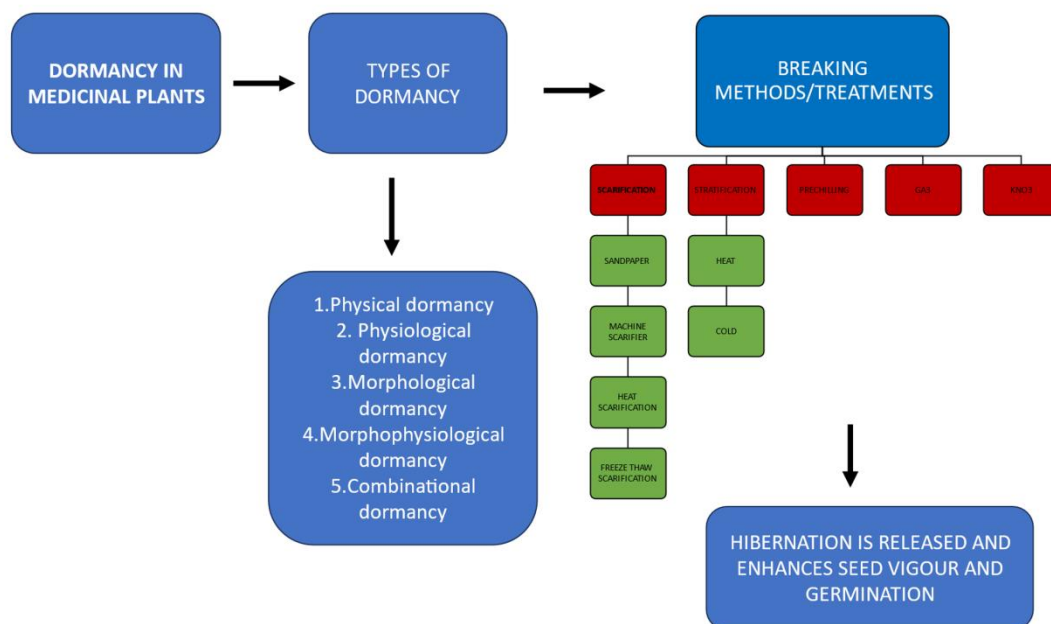 DORMANCY IN
MEDICINAL PLANTS
TYPES OF
DORMANCY
BREAKING
METHODS/TREATMENTS
SCARIFICATION
STRATIFICATION
PRECHILLING
GAS
KNO3
SANDPAPER
HEAT
MACHINE
SCARIFIER
COLD
HEAT
SCARIFICATION
FREEZE THAW
SCARIFICATION
1.Physical dormancy
2. Physiological
dormancy
3.Morphological
dormancy
4.Morphophysiological
dormancy
5.Combinational
dormancy
HIBERNATION IS RELEASED AND
ENHANCES SEED VIGOUR AND
GERMINATION